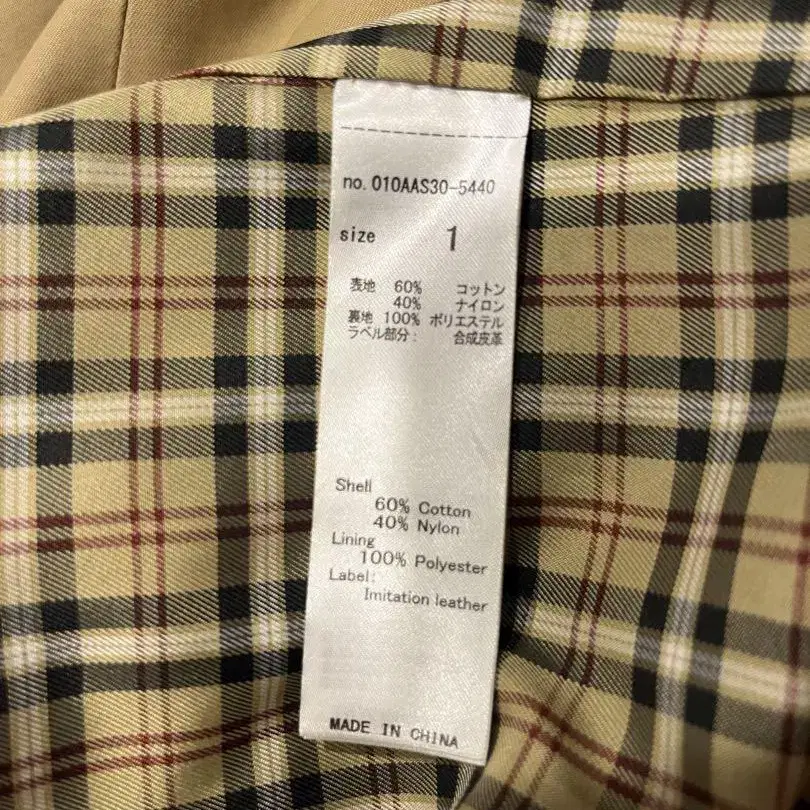 no. 010AAS30-5440
size 1
表地 60% コットン
40% ナイロン
裏地 100% ポリエステル
ラベル部分: 合成皮革
Shell
60% Cotton
40% Nylon
Lining
100% Polyester
Label:
Imitation leather
MADE IN CHINA